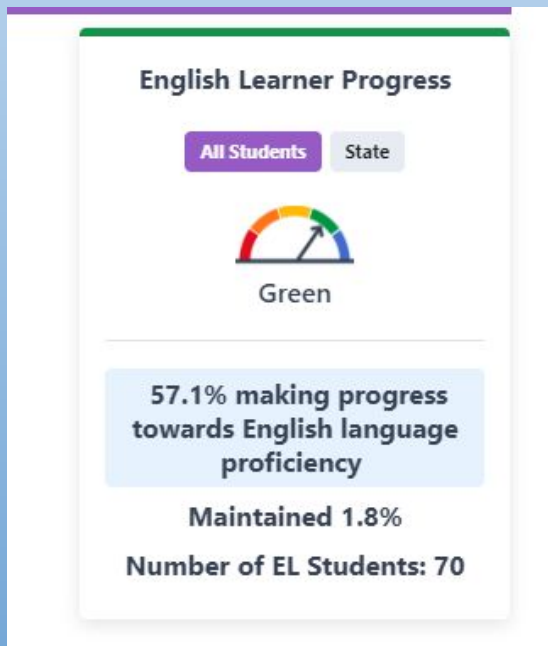 English Learner Progress
All Students State
Green
57.1% making progress
towards English language
proficiency
Maintained 1.8%
Number of EL Students: 70